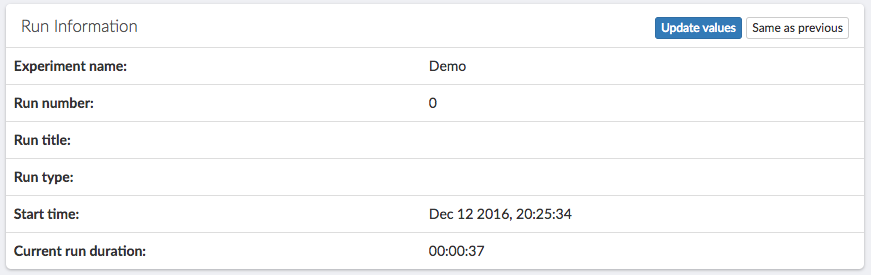 Run Information
Update values
Same as previous
Experiment name: Demo
Run number: 0
Run title:
Run type:
Start time: Dec 12 2016, 20:25:34
Current run duration: 00:00:37